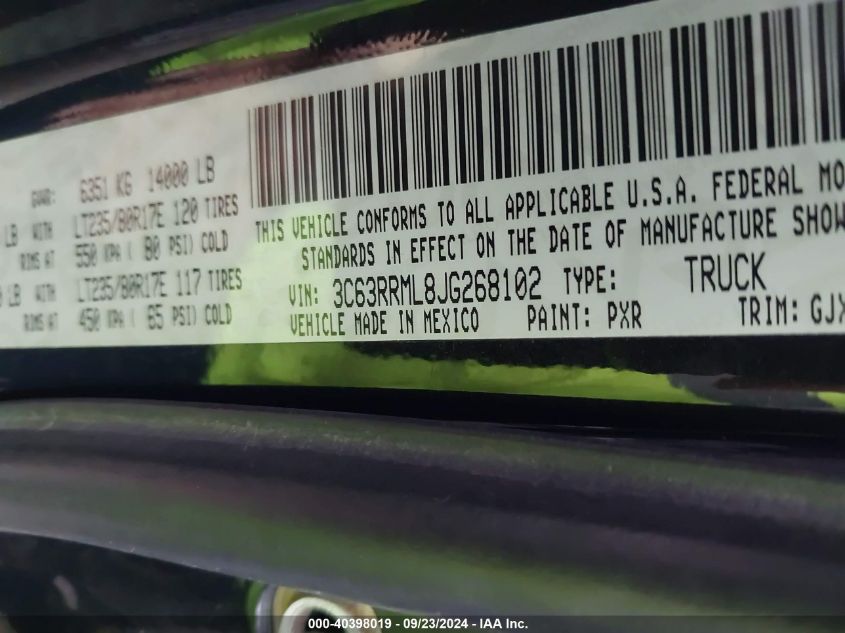 GVWR: 6351 KG 14000 LB
LB WITH LT235/80R17E 120 TIRES
RIMS AT 550 KPA ( 80 PSI) COLD
LB WITH LT235/80R17E 117 TIRES
RIMS AT 450 KPA ( 65 PSI) COLD
THIS VEHICLE CONFORMS TO ALL APPLICABLE U.S.A. FEDERAL MO
STANDARDS IN EFFECT ON THE DATE OF MANUFACTURE SHOW
VIN: 3C63RRML8JG268102 TYPE: TRUCK
VEHICLE MADE IN MEXICO PAINT: PXR TRIM: GJX
000-40398019 - 09/23/2024 - IAA Inc.